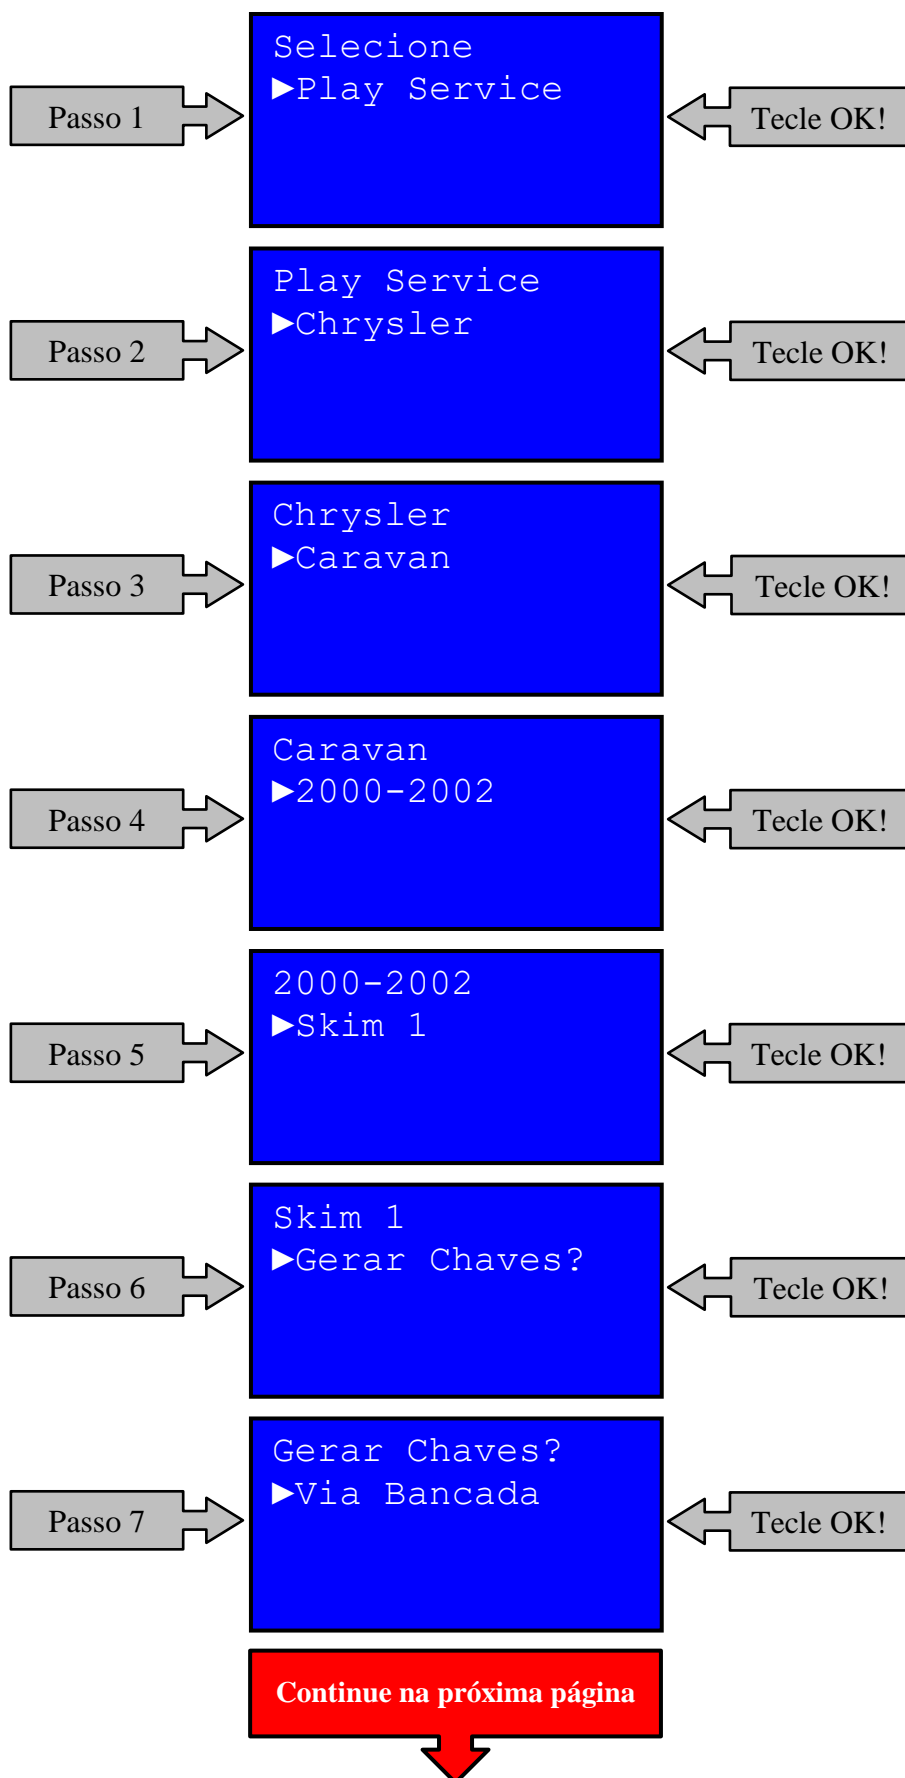 Selecione
►Play Service
Passo 1
Tecle OK!
Play Service
►Chrysler
Passo 2
Tecle OK!
Chrysler
►Caravan
Passo 3
Tecle OK!
Caravan
►2000-2002
Passo 4
Tecle OK!
2000-2002
►Skim 1
Passo 5
Tecle OK!
Skim 1
►Gerar Chaves?
Passo 6
Tecle OK!
Gerar Chaves?
►Via Bancada
Passo 7
Tecle OK!
Continue na próxima página